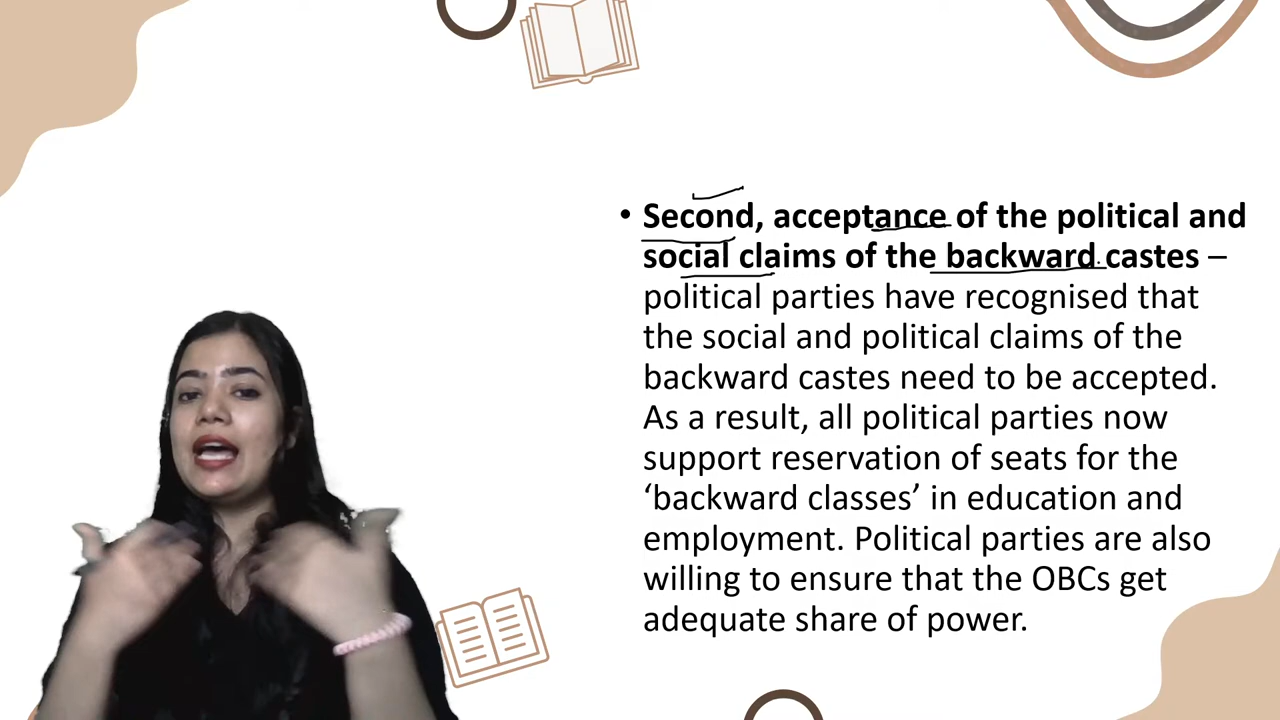 • Second, acceptance of the political and
social claims of the backward castes –
political parties have recognised that
the social and political claims of the
backward castes need to be accepted.
As a result, all political parties now
support reservation of seats for the
‘backward classes’ in education and
employment. Political parties are also
willing to ensure that the OBCs get
adequate share of power.